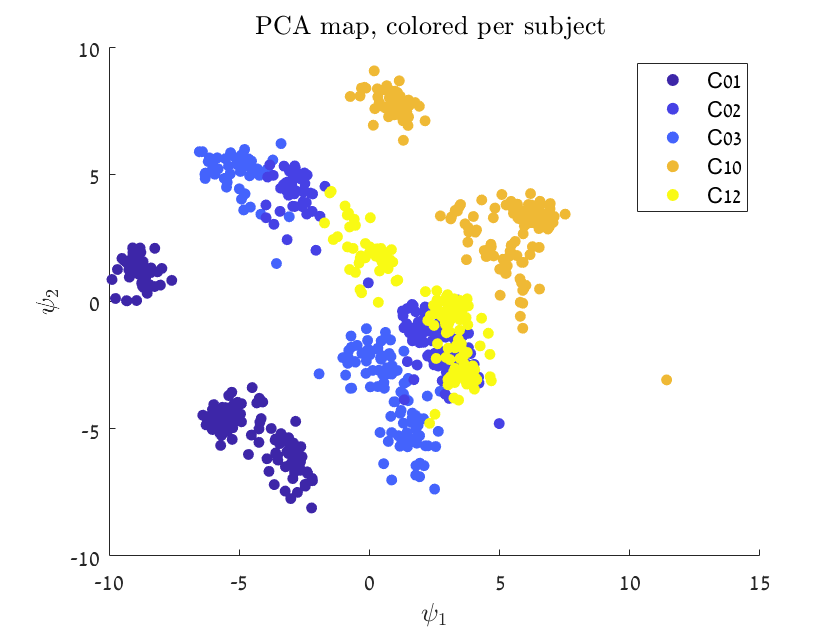 PCA map, colored per subject
10
5
0
-5
-10
ψ2
C01
C02
C03
C10
C12
-10
-5
0
5
10
15
ψ1